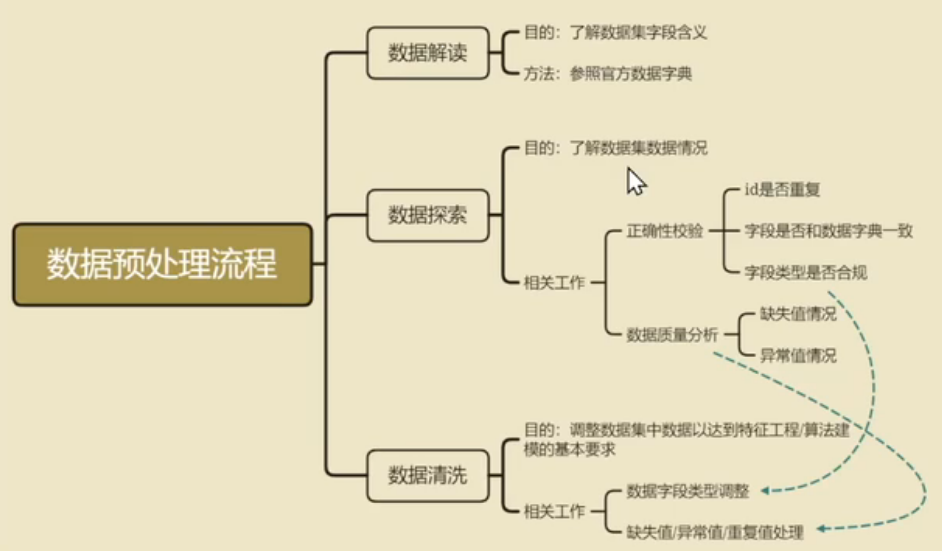 数据预处理流程
数据解读
目的：了解数据集字段含义
方法：参照官方数据字典
数据探索
目的：了解数据集数据情况
相关工作
正确性校验
id是否重复
字段是否和数据字典一致
字段类型是否合规
数据质量分析
缺失值情况
异常值情况
数据清洗
目的：调整数据集中数据以达到特征工程/算法建
模的基本要求
相关工作
数据字段类型调整
缺失值/异常值/重复值处理